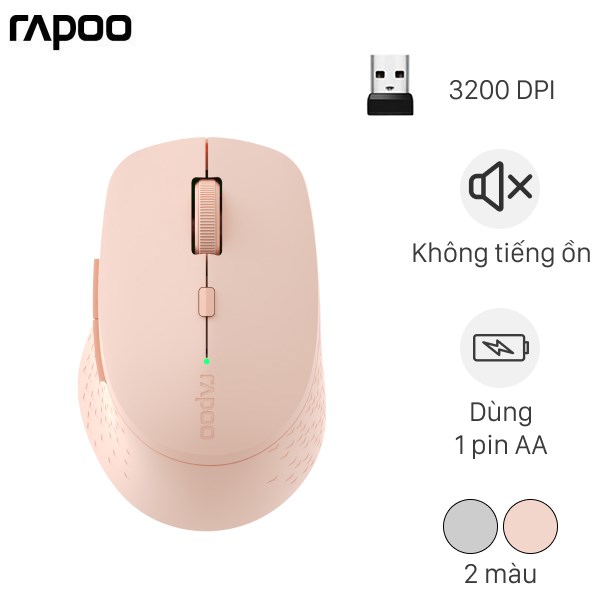 rapoo
3200 DPI
Không tiếng ồn
rapoo
Dùng
1 pin AA
2 màu